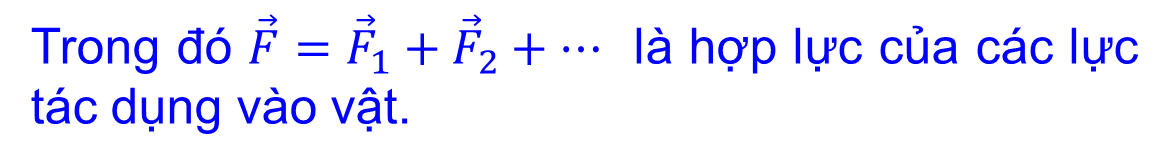 Trong đó $\vec{F} = \vec{F}_1 + \vec{F}_2 + \cdots$ là hợp lực của các lực
tác dụng vào vật.